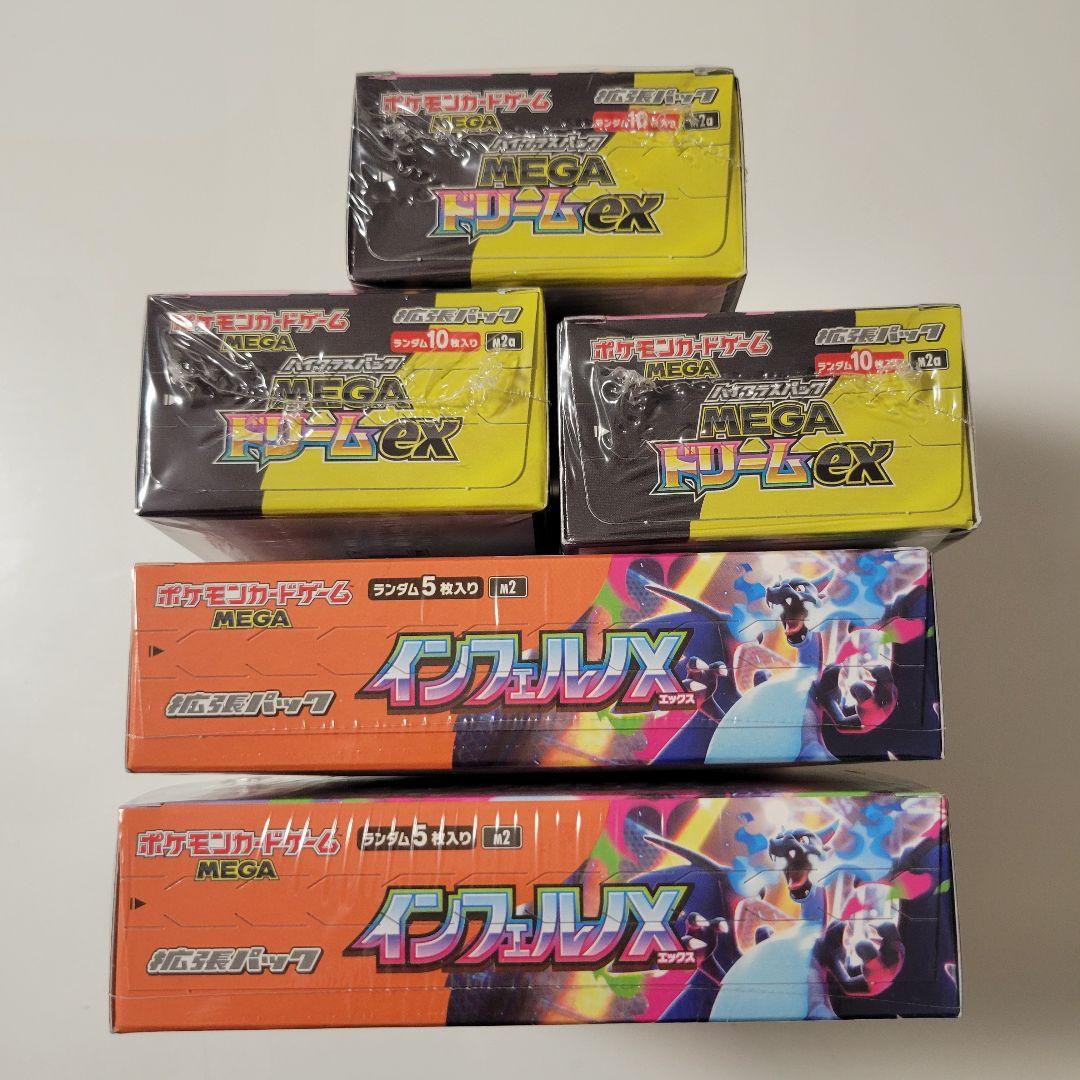 ポケモンカードゲーム 拡張パック
MEGA ランダム10枚入り M2a
ハイクラスパック
MEGA
ドリームex
ポケモンカードゲーム 拡張パック
MEGA ランダム10枚入り M2a
ハイクラスパック
MEGA
ドリームex
ポケモンカードゲーム 拡張パック
MEGA ランダム10枚入り M2a
ハイクラスパック
MEGA
ドリームex
ポケモンカードゲーム ランダム5枚入り M2
MEGA
インフェルノX
エックス
拡張パック
ポケモンカードゲーム ランダム5枚入り M2
MEGA
インフェルノX
エックス
拡張パック